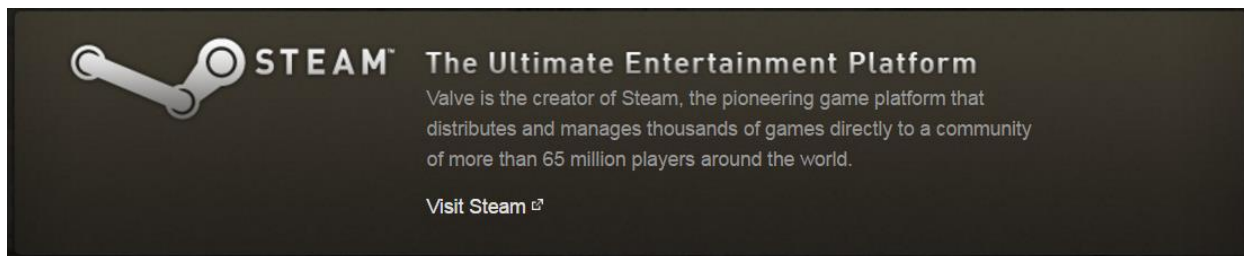 STEAM™
The Ultimate Entertainment Platform
Valve is the creator of Steam, the pioneering game platform that
distributes and manages thousands of games directly to a community
of more than 65 million players around the world.
Visit Steam